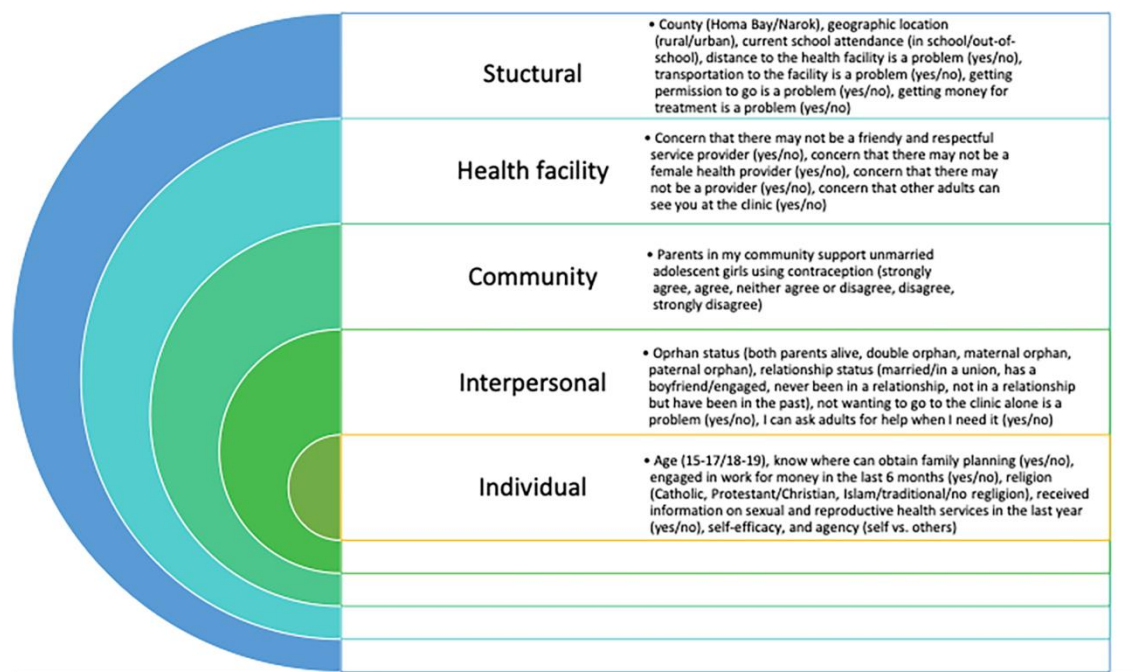 Stuctural
• County (Homa Bay/Narok), geographic location
(rural/urban), current school attendance (in school/out-of-
school), distance to the health facility is a problem (yes/no),
transportation to the facility is a problem (yes/no), getting
permission to go is a problem (yes/no), getting money for
treatment is a problem (yes/no)
Health facility
• Concern that there may not be a friendly and respectful
service provider (yes/no), concern that there may not be a
female health provider (yes/no), concern that there may
not be a provider (yes/no), concern that other adults can
see you at the clinic (yes/no)
Community
• Parents in my community support unmarried
adolescent girls using contraception (strongly
agree, agree, neither agree or disagree, disagree,
strongly disagree)
Interpersonal
• Oprhan status (both parents alive, double orphan, maternal orphan,
paternal orphan), relationship status (married/in a union, has a
boyfriend/engaged, never been in a relationship, not in a relationship
but have been in the past), not wanting to go to the clinic alone is a
problem (yes/no), I can ask adults for help when I need it (yes/no)
Individual
• Age (15-17/18-19), know where can obtain family planning (yes/no),
engaged in work for money in the last 6 months (yes/no), religion
(Catholic, Protestant/Christian, Islam/traditional/no regligion), received
information on sexual and reproductive health services in the last year
(yes/no), self-efficacy, and agency (self vs. others)